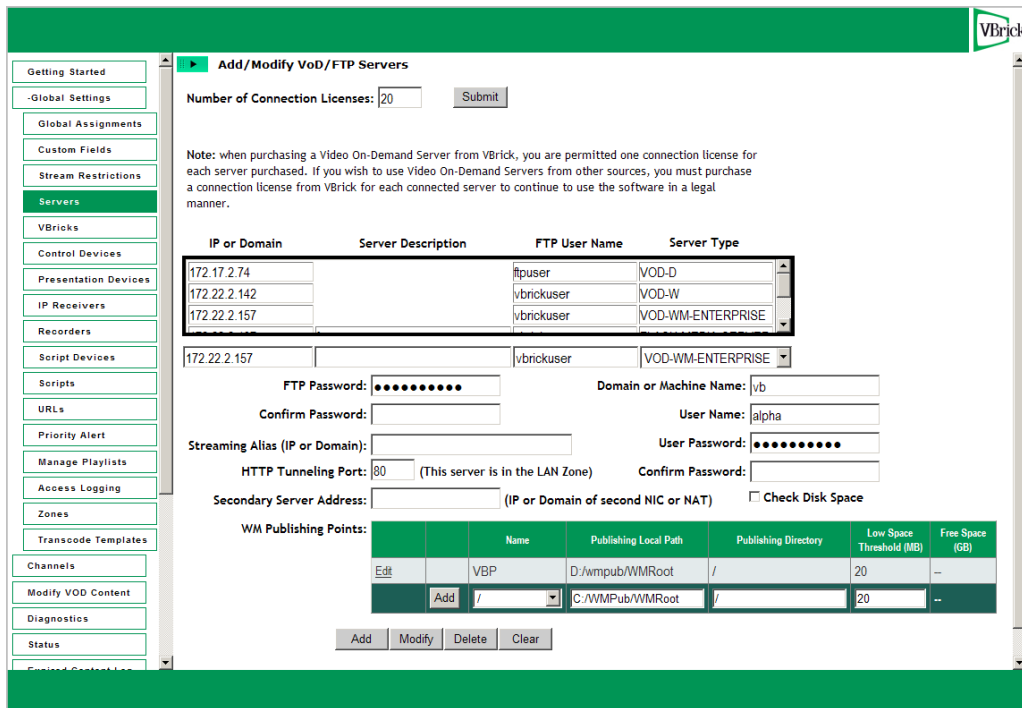 VBrick
Getting Started
-Global Settings
Global Assignments
Custom Fields
Stream Restrictions
Servers
VBricks
Control Devices
Presentation Devices
IP Receivers
Recorders
Script Devices
Scripts
URLs
Priority Alert
Manage Playlists
Access Logging
Zones
Transcode Templates
Channels
Modify VOD Content
Diagnostics
Status
Expired Content Log
Add/Modify VoD/FTP Servers
Number of Connection Licenses: 20 Submit
Note: when purchasing a Video On-Demand Server from VBrick, you are permitted one connection license for
each server purchased. If you wish to use Video On-Demand Servers from other sources, you must purchase
a connection license from VBrick for each connected server to continue to use the software in a legal
manner.
IP or Domain Server Description FTP User Name Server Type
172.17.2.74 ftpuser VOD-D
172.22.2.142 vbrickuser VOD-W
172.22.2.157 vbrickuser VOD-WM-ENTERPRISE
172.22.2.157 vbrickuser VOD-WM-ENTERPRISE
FTP Password: ●●●●●●●●●● Domain or Machine Name: vb
Confirm Password: User Name: alpha
Streaming Alias (IP or Domain): User Password: ●●●●●●●●●●
HTTP Tunneling Port: 80 (This server is in the LAN Zone) Confirm Password:
Secondary Server Address: (IP or Domain of second NIC or NAT) Check Disk Space
WM Publishing Points:
Name Publishing Local Path Publishing Directory Low Space Threshold (MB) Free Space (GB)
Edit VBP D:/wmpub/WMRoot / 20 --
Add / C:/WMPub/WMRoot / 20 --
Add Modify Delete Clear